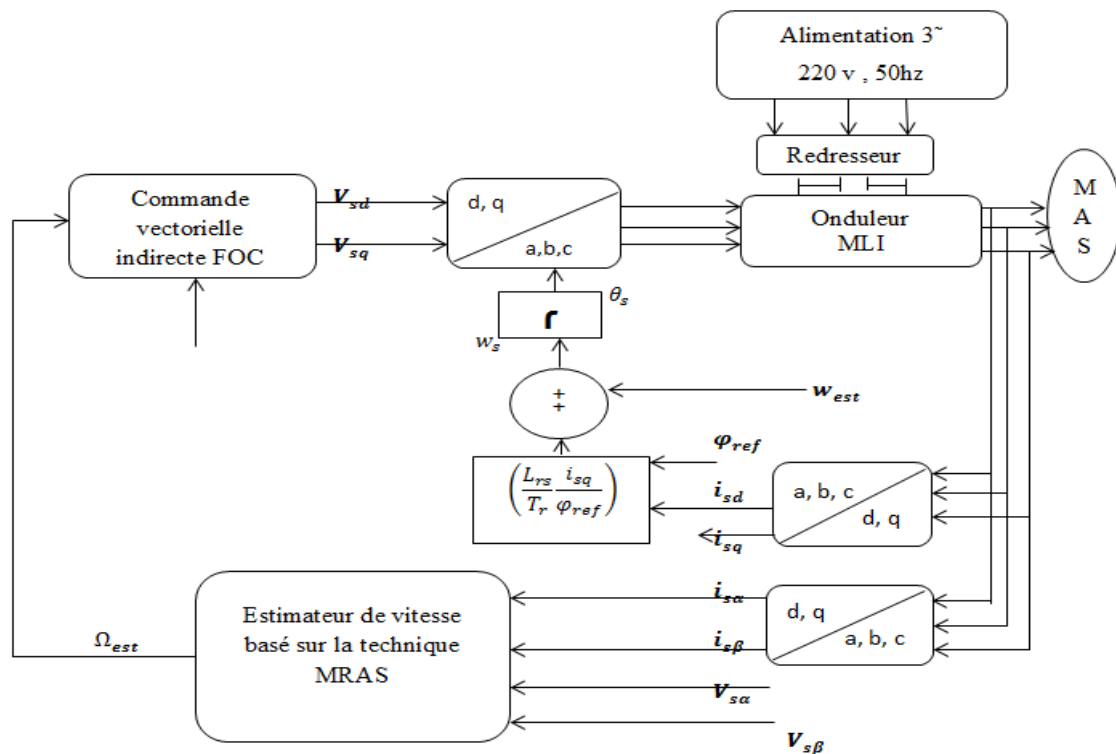 Alimentation 3~
220 v , 50hz
Redresseur
M
A
S
Commande
vectorielle
indirecte FOC
V_sd
V_sq
d, q
a,b,c
Onduleur
MLI
θ_s
w_s
+
+
w_est
φ_ref
(L_rs/T_r i_sq/φ_ref)
i_sd
i_sq
a, b, c
d, q
Estimateur de vitesse
basé sur la technique
MRAS
Ω_est
i_sα
i_sβ
V_sα
V_sβ
d, q
a, b, c